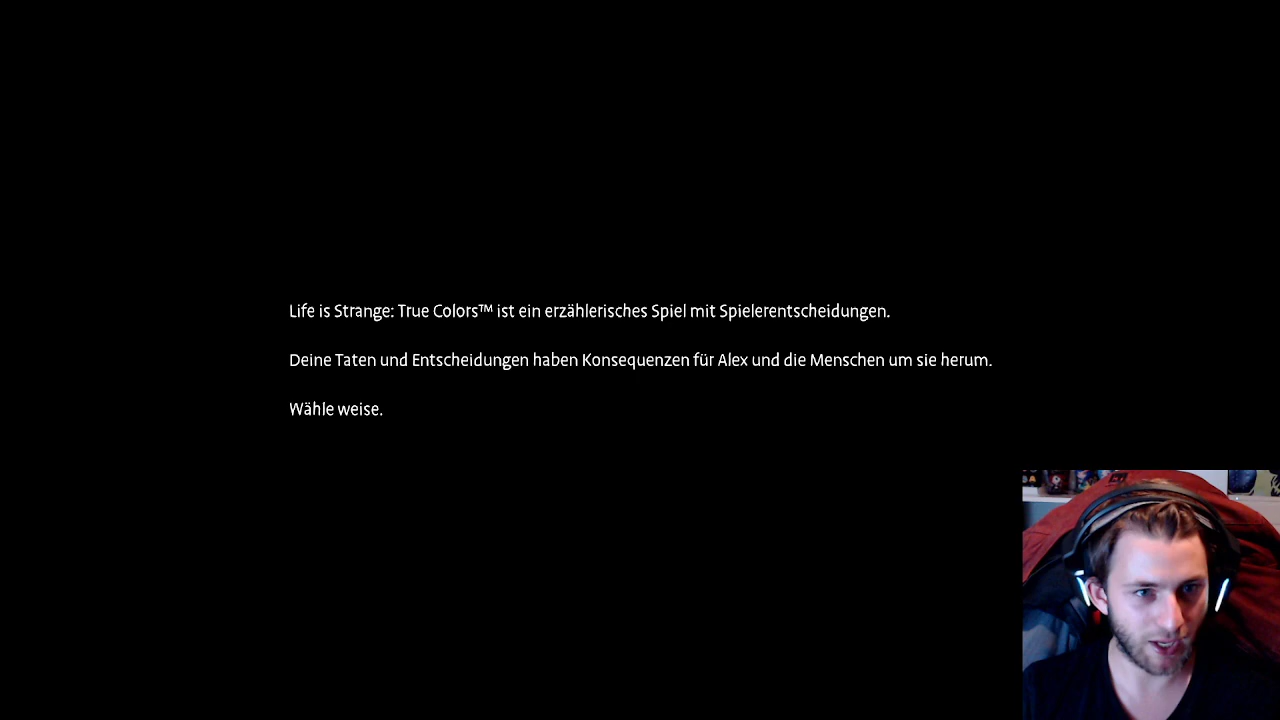 Life is Strange: True Colors™ ist ein erzählerisches Spiel mit Spielerentscheidungen.
Deine Taten und Entscheidungen haben Konsequenzen für Alex und die Menschen um sie herum.
Wähle weise.